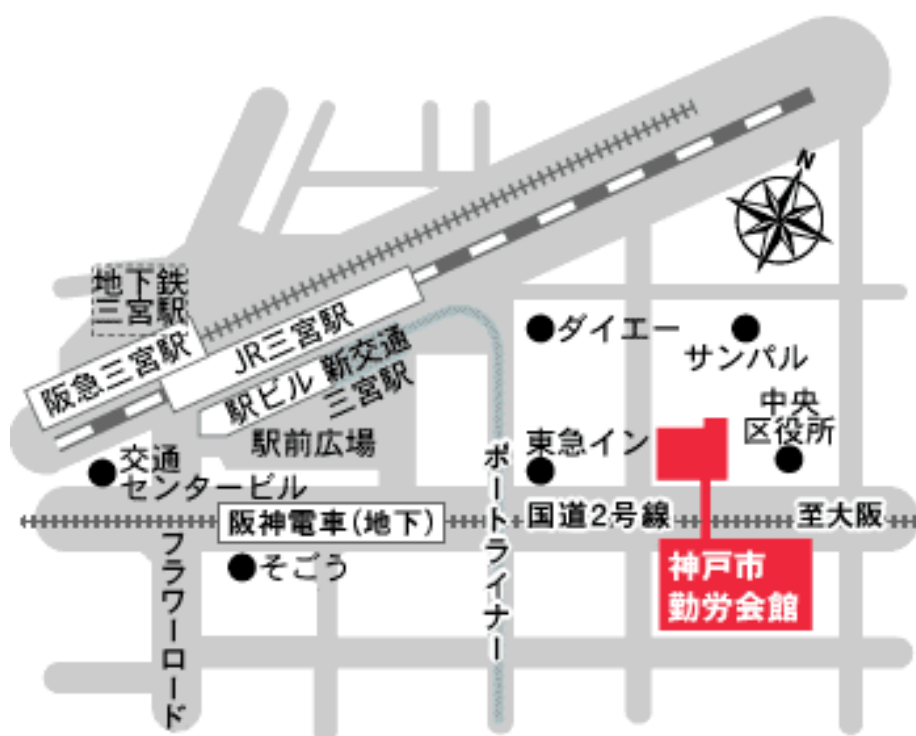 N
地下鉄
三宮駅
阪急三宮駅
JR三宮駅
駅ビル
新交通
三宮駅
駅前広場
交通
センタービル
ダイエー
サンパル
中央
区役所
東急イン
ポートライナー
国道2号線
至大阪
阪神電車(地下)
そごう
フラワーロード
神戸市
勤労会館